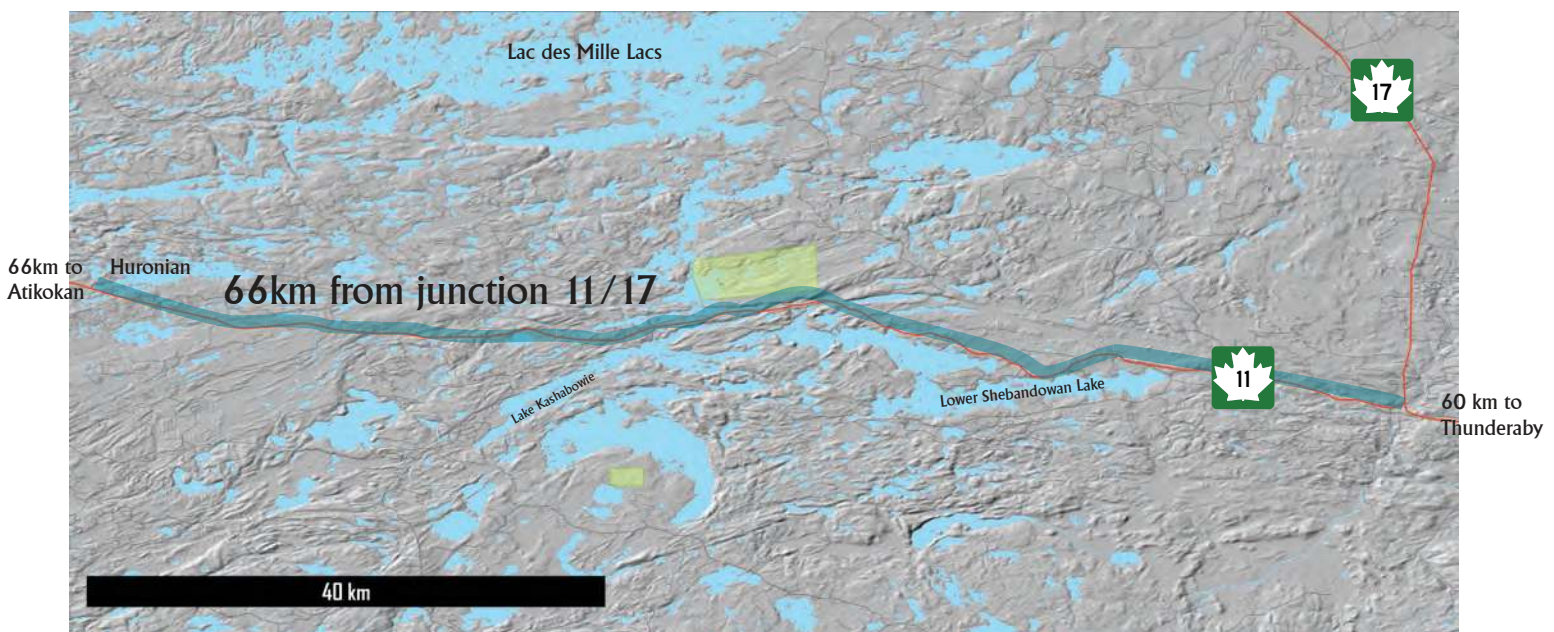 Lac des Mille Lacs
17
66km to
Atikokan
Huronian
66km from junction 11/17
Lake Kashabowie
Lower Shebandowan Lake
11
60 km to
Thunderaby
40 km